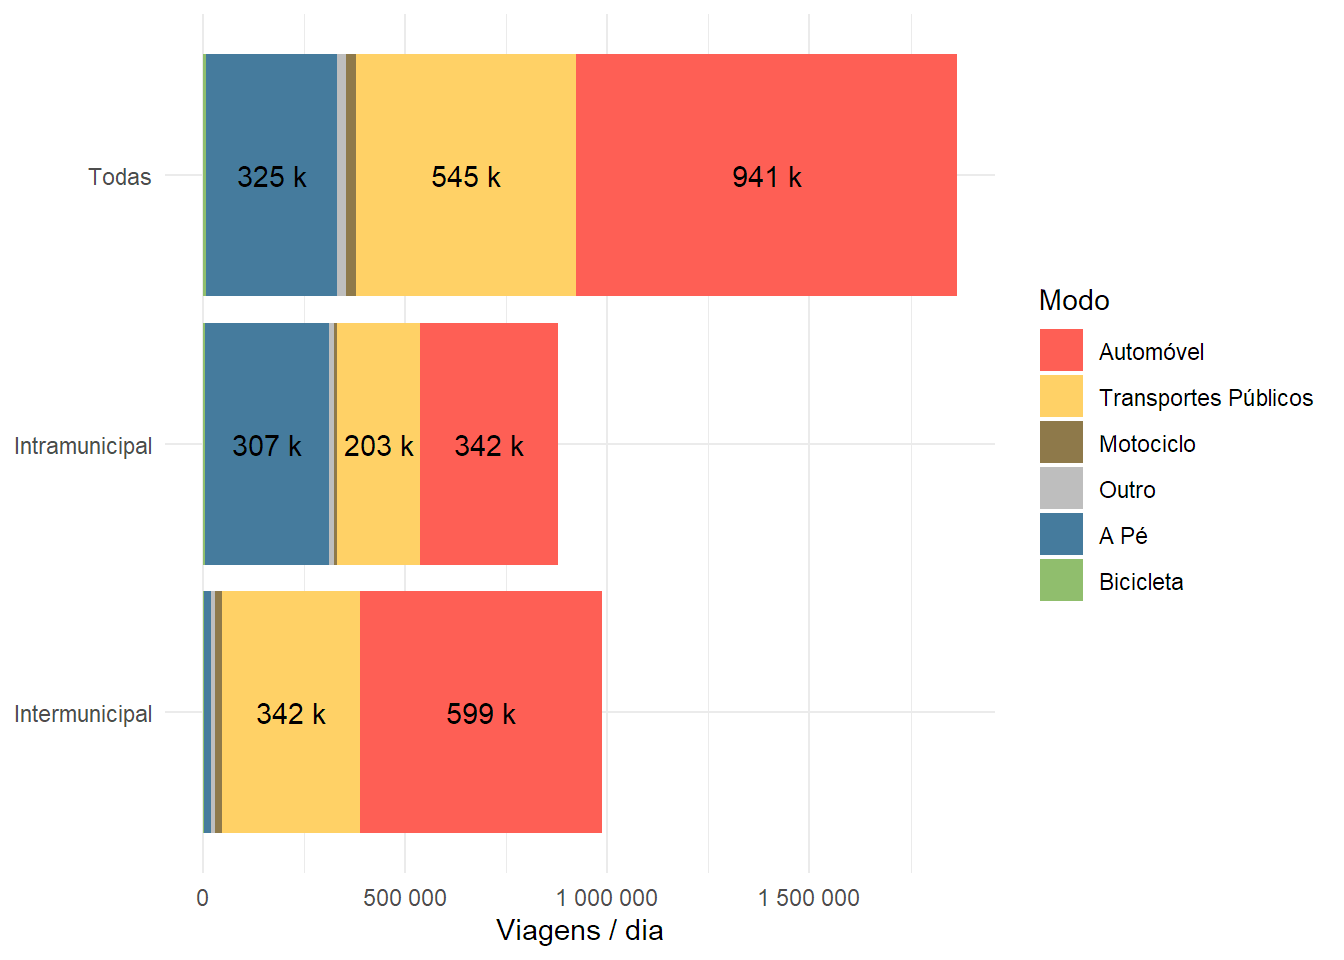 Todas
325 k
545 k
941 k
Intramunicipal
307 k
203 k
342 k
Intermunicipal
342 k
599 k
0
500 000
1 000 000
1 500 000
Viagens / dia
Modo
Automóvel
Transportes Públicos
Motociclo
Outro
A Pé
Bicicleta